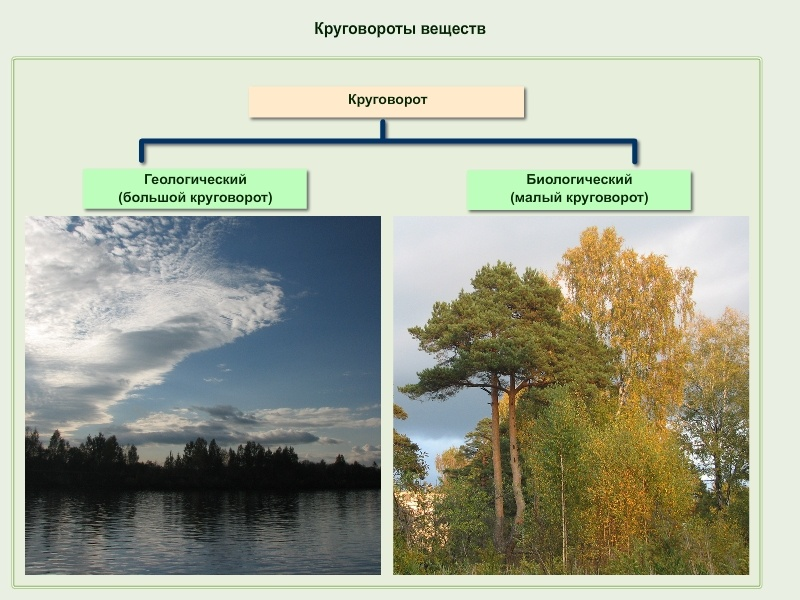 Круговороты веществ
Круговорот
Геологический
(большой круговорот)
Биологический
(малый круговорот)